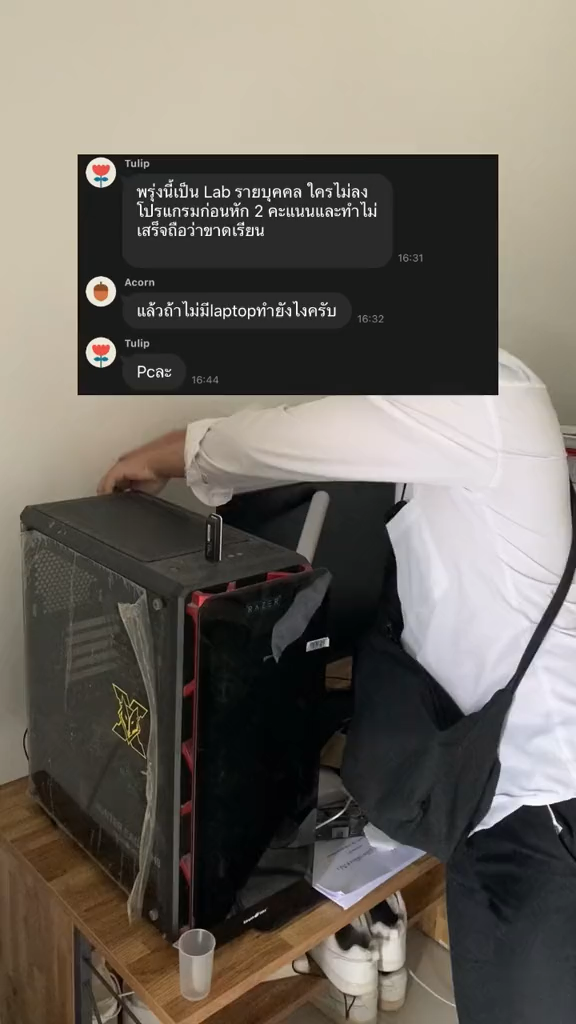 Tulip
พรุ่งนี้เป็น Lab รายบุคคล ใครไม่ลง
โปรแกรมก่อนหัก 2 คะแนนและทำไม่
เสร็จถือว่าขาดเรียน
16:31
Acorn
แล้วถ้าไม่มีlaptopทำยังไงครับ
16:32
Tulip
Pcละ
16:44
RAZER